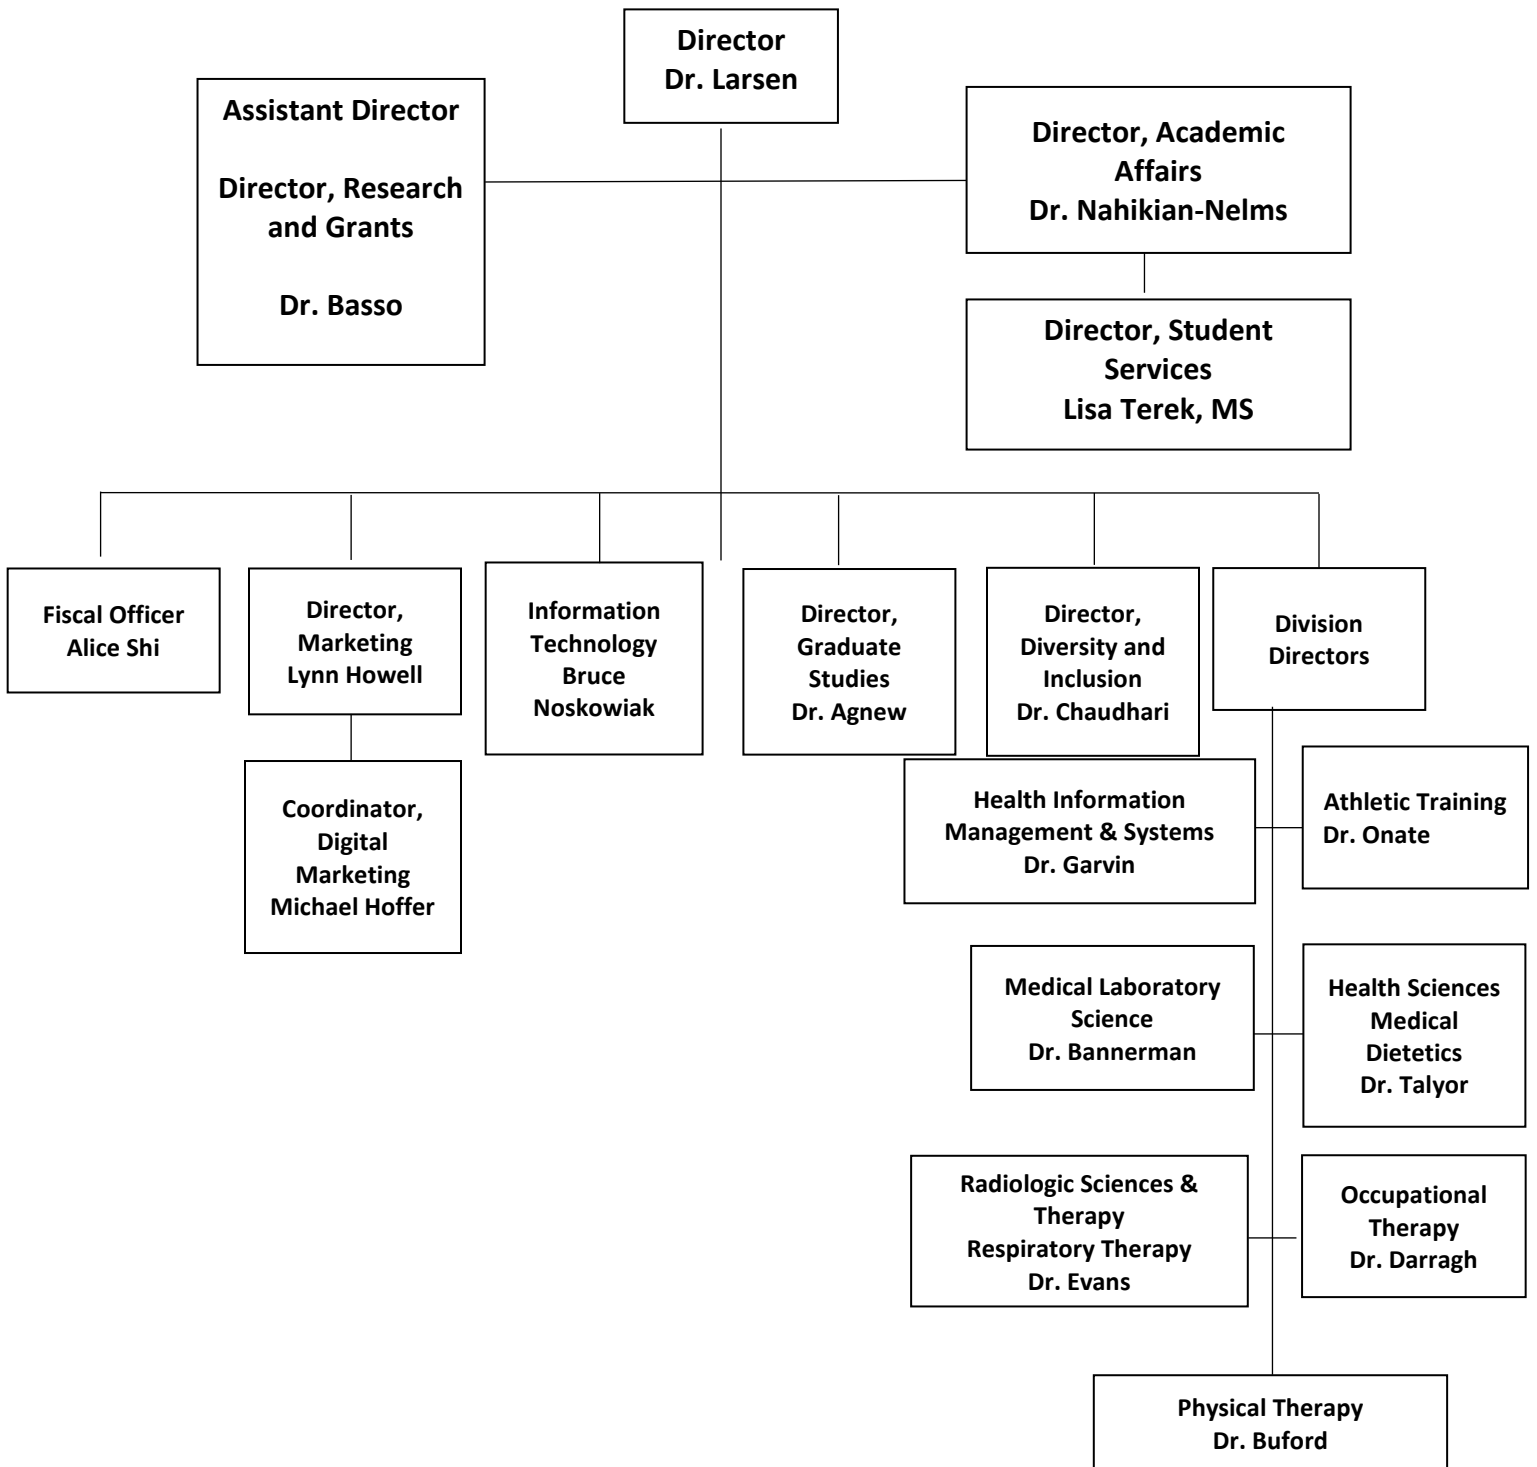 Director
Dr. Larsen
Assistant Director
Director, Research
and Grants
Dr. Basso
Director, Academic
Affairs
Dr. Nahikian-Nelms
Director, Student
Services
Lisa Terek, MS
Fiscal Officer
Alice Shi
Director,
Marketing
Lynn Howell
Information
Technology
Bruce
Noskowiak
Director,
Graduate
Studies
Dr. Agnew
Director,
Diversity and
Inclusion
Dr. Chaudhari
Division
Directors
Coordinator,
Digital
Marketing
Michael Hoffer
Health Information
Management & Systems
Dr. Garvin
Athletic Training
Dr. Onate
Medical Laboratory
Science
Dr. Bannerman
Health Sciences
Medical
Dietetics
Dr. Talyor
Radiologic Sciences &
Therapy
Respiratory Therapy
Dr. Evans
Occupational
Therapy
Dr. Darragh
Physical Therapy
Dr. Buford